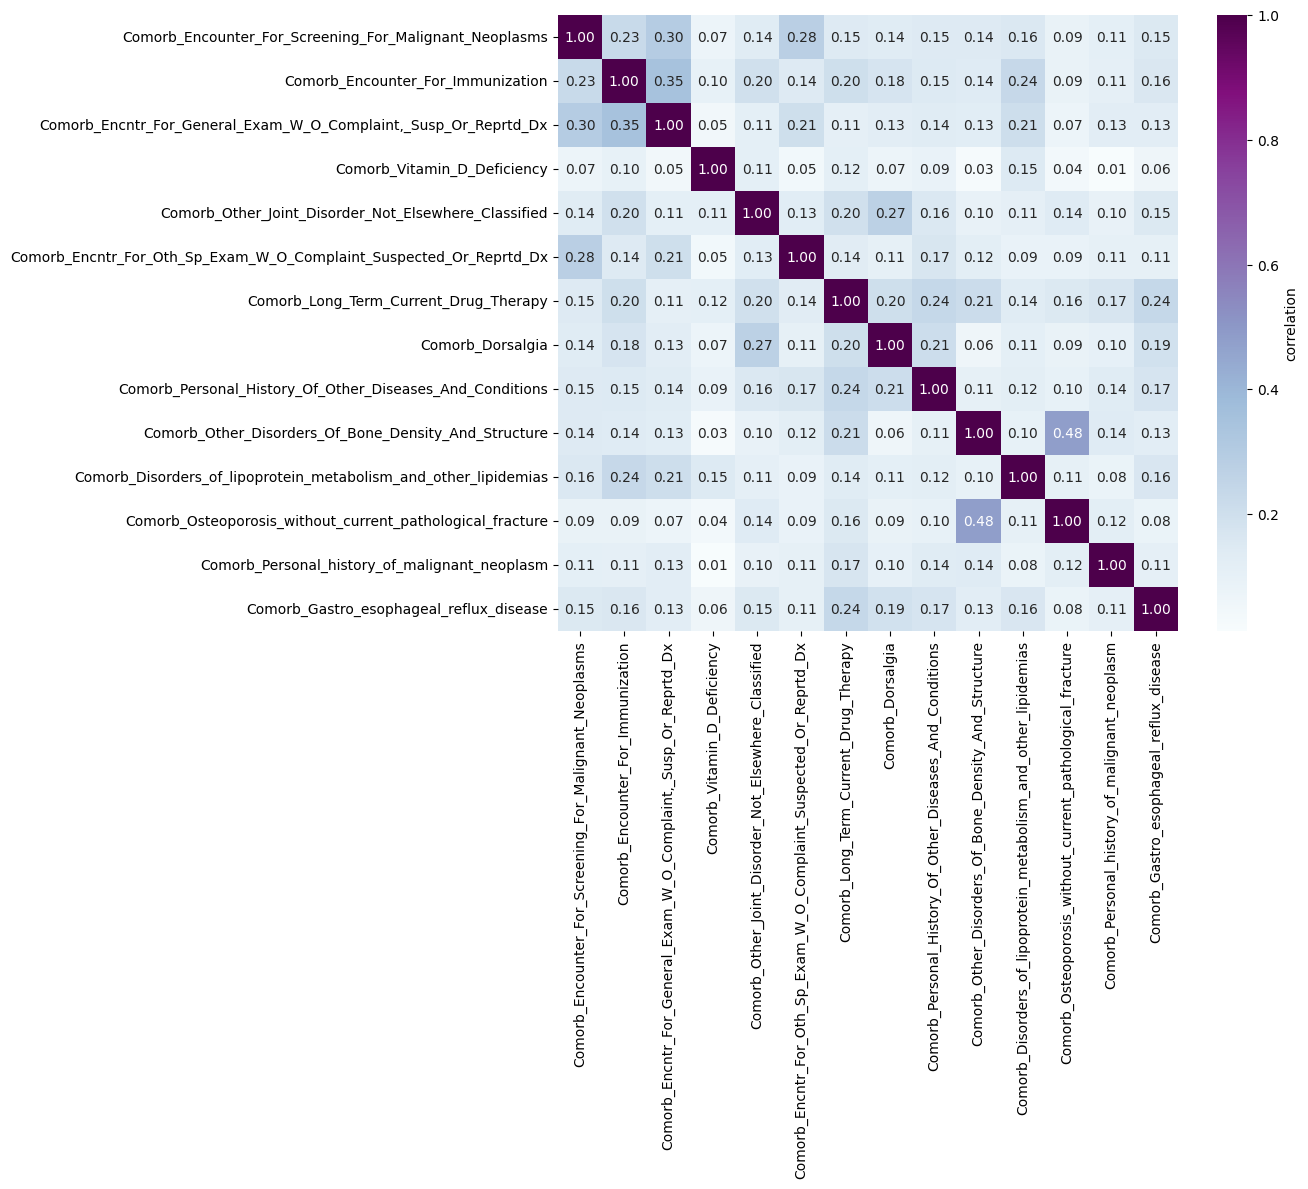 Comorb_Encounter_For_Screening_For_Malignant_Neoplasms 1.00 0.23 0.30 0.07 0.14 0.28 0.15 0.14 0.15 0.14 0.16 0.09 0.11 0.15
Comorb_Encounter_For_Immunization 0.23 1.00 0.35 0.10 0.20 0.14 0.20 0.18 0.15 0.14 0.24 0.09 0.11 0.16
Comorb_Encntr_For_General_Exam_W_O_Complaint,_Susp_Or_Reprtd_Dx 0.30 0.35 1.00 0.05 0.11 0.21 0.11 0.13 0.14 0.13 0.21 0.07 0.13 0.13
Comorb_Vitamin_D_Deficiency 0.07 0.10 0.05 1.00 0.11 0.05 0.12 0.07 0.09 0.03 0.15 0.04 0.01 0.06
Comorb_Other_Joint_Disorder_Not_Elsewhere_Classified 0.14 0.20 0.11 0.11 1.00 0.13 0.20 0.27 0.16 0.10 0.11 0.14 0.10 0.15
Comorb_Encntr_For_Oth_Sp_Exam_W_O_Complaint_Suspected_Or_Reprtd_Dx 0.28 0.14 0.21 0.05 0.13 1.00 0.14 0.11 0.17 0.12 0.09 0.09 0.11 0.11
Comorb_Long_Term_Current_Drug_Therapy 0.15 0.20 0.11 0.12 0.20 0.14 1.00 0.20 0.24 0.21 0.14 0.16 0.17 0.24
Comorb_Dorsalgia 0.14 0.18 0.13 0.07 0.27 0.11 0.20 1.00 0.21 0.06 0.11 0.09 0.10 0.19
Comorb_Personal_History_Of_Other_Diseases_And_Conditions 0.15 0.15 0.14 0.09 0.16 0.17 0.24 0.21 1.00 0.11 0.12 0.10 0.14 0.17
Comorb_Other_Disorders_Of_Bone_Density_And_Structure 0.14 0.14 0.13 0.03 0.10 0.12 0.21 0.06 0.11 1.00 0.10 0.48 0.14 0.13
Comorb_Disorders_of_lipoprotein_metabolism_and_other_lipidemias 0.16 0.24 0.21 0.15 0.11 0.09 0.14 0.11 0.12 0.10 1.00 0.11 0.08 0.16
Comorb_Osteoporosis_without_current_pathological_fracture 0.09 0.09 0.07 0.04 0.14 0.09 0.16 0.09 0.10 0.48 0.11 1.00 0.12 0.08
Comorb_Personal_history_of_malignant_neoplasm 0.11 0.11 0.13 0.01 0.10 0.11 0.17 0.10 0.14 0.14 0.08 0.12 1.00 0.11
Comorb_Gastro_esophageal_reflux_disease 0.15 0.16 0.13 0.06 0.15 0.11 0.24 0.19 0.17 0.13 0.16 0.08 0.11 1.00
Comorb_Encounter_For_Screening_For_Malignant_Neoplasms
Comorb_Encounter_For_Immunization
Comorb_Encntr_For_General_Exam_W_O_Complaint,_Susp_Or_Reprtd_Dx
Comorb_Vitamin_D_Deficiency
Comorb_Other_Joint_Disorder_Not_Elsewhere_Classified
Comorb_Encntr_For_Oth_Sp_Exam_W_O_Complaint_Suspected_Or_Reprtd_Dx
Comorb_Long_Term_Current_Drug_Therapy
Comorb_Dorsalgia
Comorb_Personal_History_Of_Other_Diseases_And_Conditions
Comorb_Other_Disorders_Of_Bone_Density_And_Structure
Comorb_Disorders_of_lipoprotein_metabolism_and_other_lipidemias
Comorb_Osteoporosis_without_current_pathological_fracture
Comorb_Personal_history_of_malignant_neoplasm
Comorb_Gastro_esophageal_reflux_disease
1.0
0.8
0.6
0.4
0.2
correlation